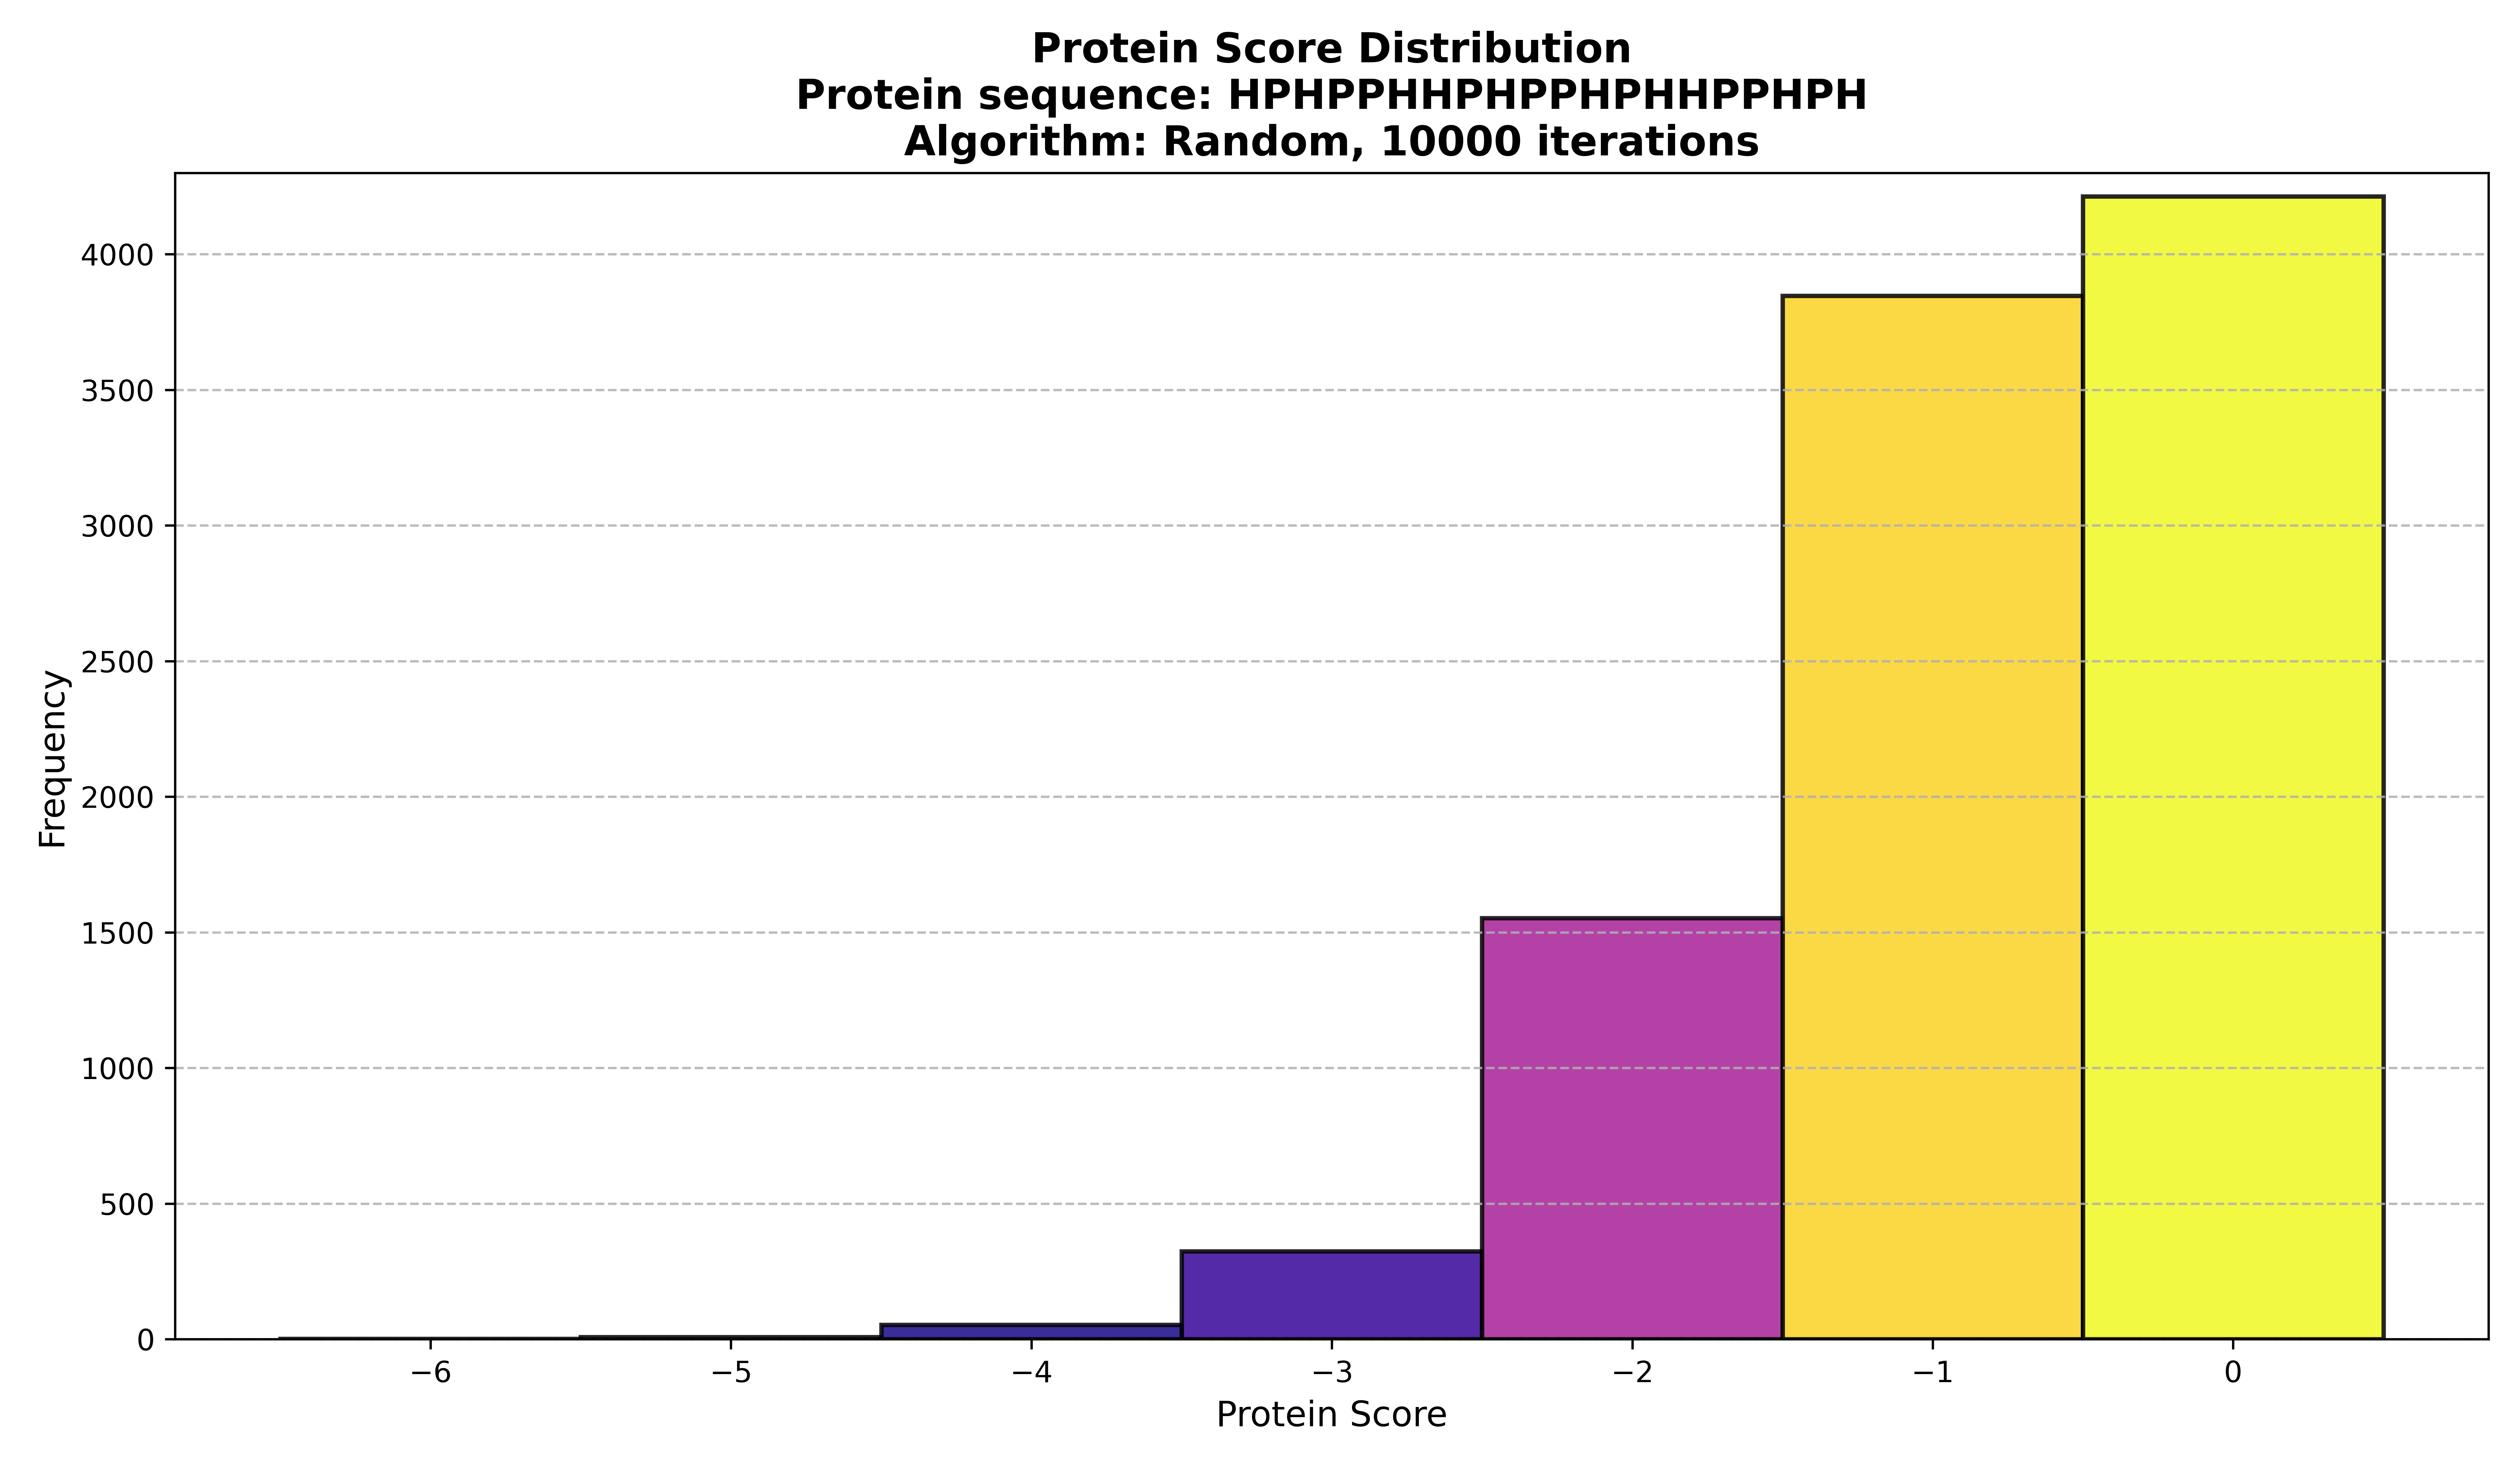 Protein Score Distribution
Protein sequence: HPHPPHHPHPPHPHHPPHPH
Algorithm: Random, 10000 iterations
4000
3500
3000
2500
2000
1500
1000
500
0
Frequency
−6 −5 −4 −3 −2 −1 0
Protein Score